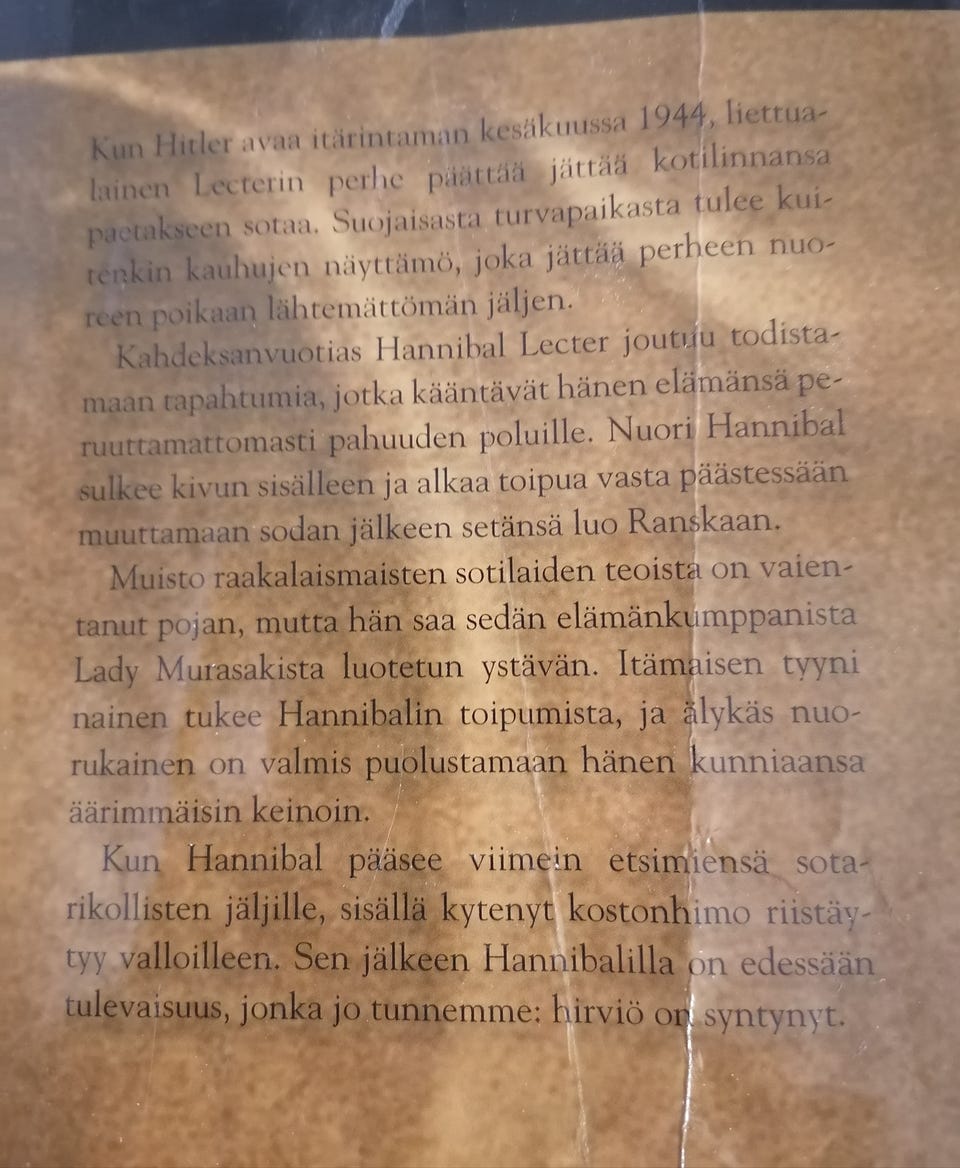 Kun Hitler avaa itärintaman kesäkuussa 1944, liettua-
lainen Lecterin perhe päättää jättää kotilinnansa
paetakseen sotaa. Suojaisasta turvapaikasta tulee kui-
tenkin kauhujen näyttämö, joka jättää perheen nuo-
reen poikaan lähtemättömän jäljen.
Kahdeksanvuotias Hannibal Lecter joutuu todista-
maan tapahtumia, jotka kääntävät hänen elämänsä pe-
ruuttamattomasti pahuuden poluille. Nuori Hannibal
sulkee kivun sisälleen ja alkaa toipua vasta päästessään
muuttamaan sodan jälkeen setänsä luo Ranskaan.
Muisto raakalaismaisten sotilaiden teoista on vaien-
tanut pojan, mutta hän saa sedän elämänkumppanista
Lady Murasakista luotetun ystävän. Itämaisen tyyni
nainen tukee Hannibalin toipumista, ja älykäs nuo-
rukainen on valmis puolustamaan hänen kunniaansa
äärimmäisin keinoin.
Kun Hannibal pääsee viimein etsimiensä sota-
rikollisten jäljille, sisällä kytenyt kostonhimo riistäy-
tyy valloilleen. Sen jälkeen Hannibalilla on edessään
tulevaisuus, jonka jo tunnemme: hirviö on syntynyt.